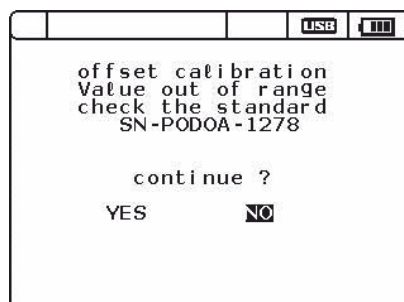 USB
offset calibration
Value out of range
check the standard
SN-PODOA-1278
continue ?
YES NO